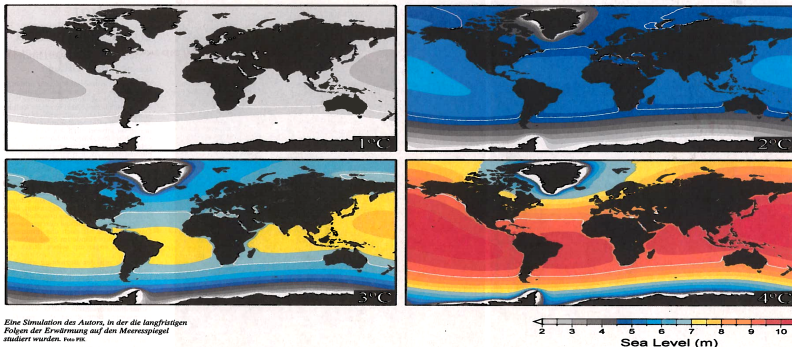 1°C
2°C
3°C
4°C
Eine Simulation des Autors, in der die langfristigen
Folgen der Erwärmung auf den Meeresspiegel
studiert wurden. Foto PIK
2 3 4 5 6 7 8 9 10
Sea Level (m)